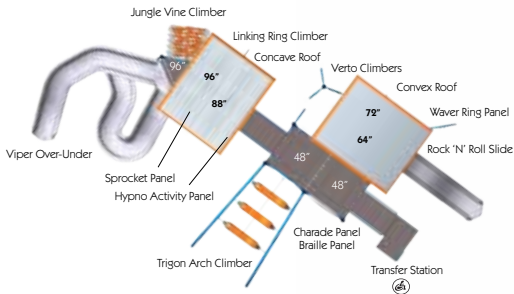 Jungle Vine Climber
Linking Ring Climber
Concave Roof
96"
96"
88"
Verto Climbers
Convex Roof
72"
64"
Waver Ring Panel
Rock 'N' Roll Slide
Viper Over-Under
48"
48"
Sprocket Panel
Hypno Activity Panel
Charade Panel
Braille Panel
Trigon Arch Climber
Transfer Station